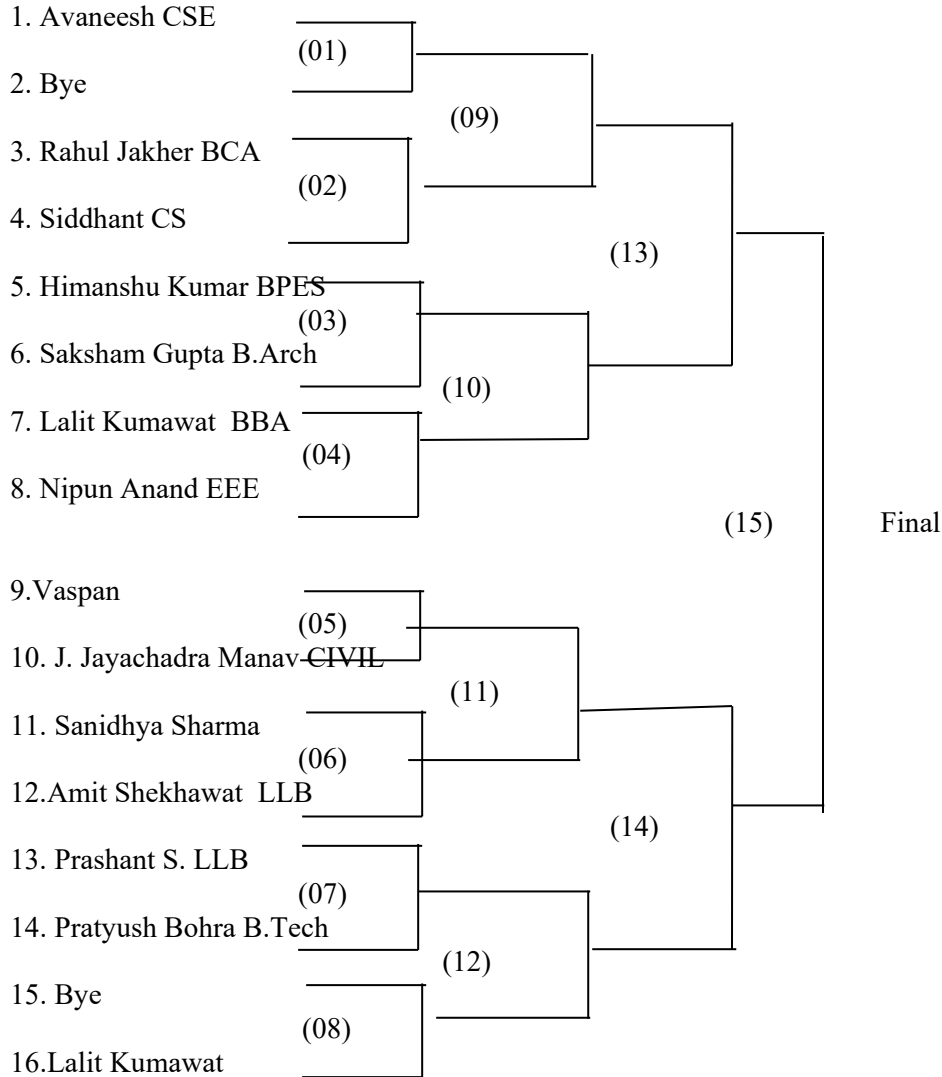 1. Avaneesh CSE
(01)
2. Bye
(09)
3. Rahul Jakher BCA
(02)
4. Siddhant CS
(13)
5. Himanshu Kumar BPES
(03)
6. Saksham Gupta B.Arch
(10)
7. Lalit Kumawat  BBA
(04)
8. Nipun Anand EEE
(15)
Final
9.Vaspan
(05)
10. J. Jayachadra Manav CIVIL
(11)
11. Sanidhya Sharma
(06)
12.Amit Shekhawat  LLB
(14)
13. Prashant S. LLB
(07)
14. Pratyush Bohra B.Tech
(12)
15. Bye
(08)
16.Lalit Kumawat